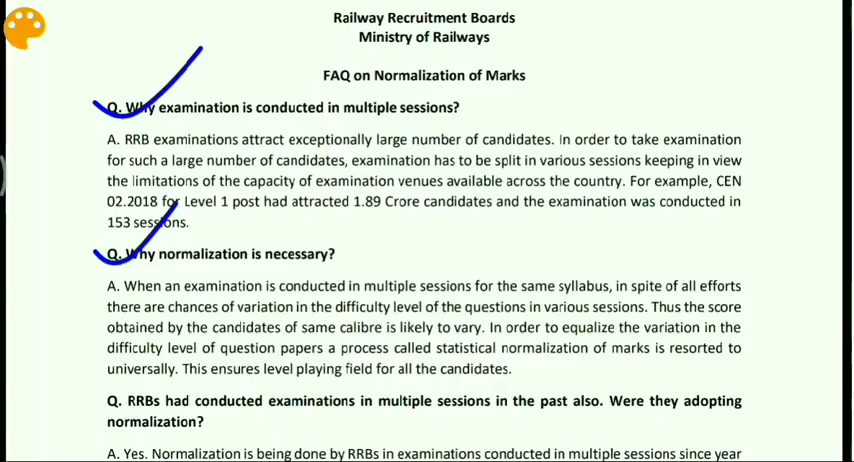 Railway Recruitment Boards
Ministry of Railways
FAQ on Normalization of Marks
Q. Why examination is conducted in multiple sessions?
A. RRB examinations attract exceptionally large number of candidates. In order to take examination
for such a large number of candidates, examination has to be split in various sessions keeping in view
the limitations of the capacity of examination venues available across the country. For example, CEN
02.2018 for Level 1 post had attracted 1.89 Crore candidates and the examination was conducted in
153 sessions.
Q. Why normalization is necessary?
A. When an examination is conducted in multiple sessions for the same syllabus, in spite of all efforts
there are chances of variation in the difficulty level of the questions in various sessions. Thus the score
obtained by the candidates of same calibre is likely to vary. In order to equalize the variation in the
difficulty level of question papers a process called statistical normalization of marks is resorted to
universally. This ensures level playing field for all the candidates.
Q. RRBs had conducted examinations in multiple sessions in the past also. Were they adopting
normalization?
A. Yes. Normalization is being done by RRBs in examinations conducted in multiple sessions since year